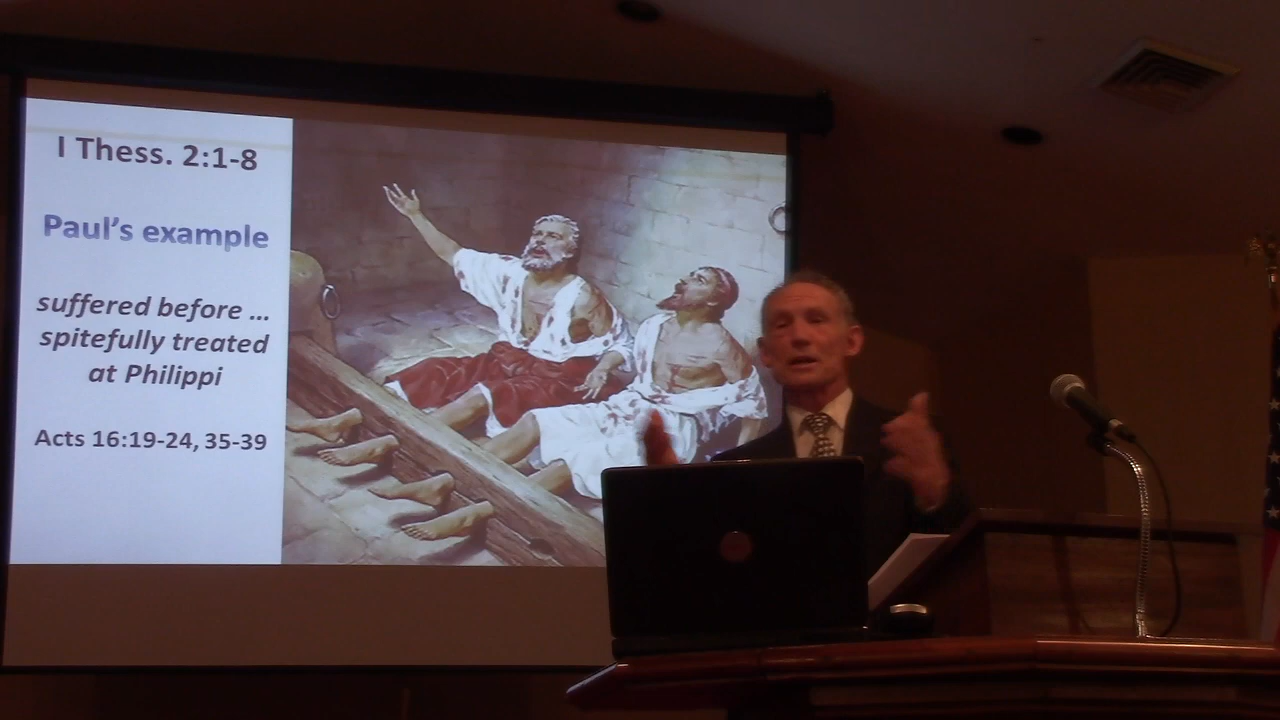 I Thess. 2:1-8
Paul's example
suffered before ...
spitefully treated
at Philippi
Acts 16:19-24, 35-39